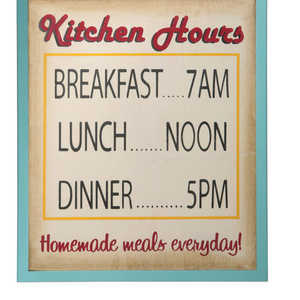 Kitchen Hours
BREAKFAST.....7AM
LUNCH.......NOON
DINNER..........5PM
Homemade meals everyday!